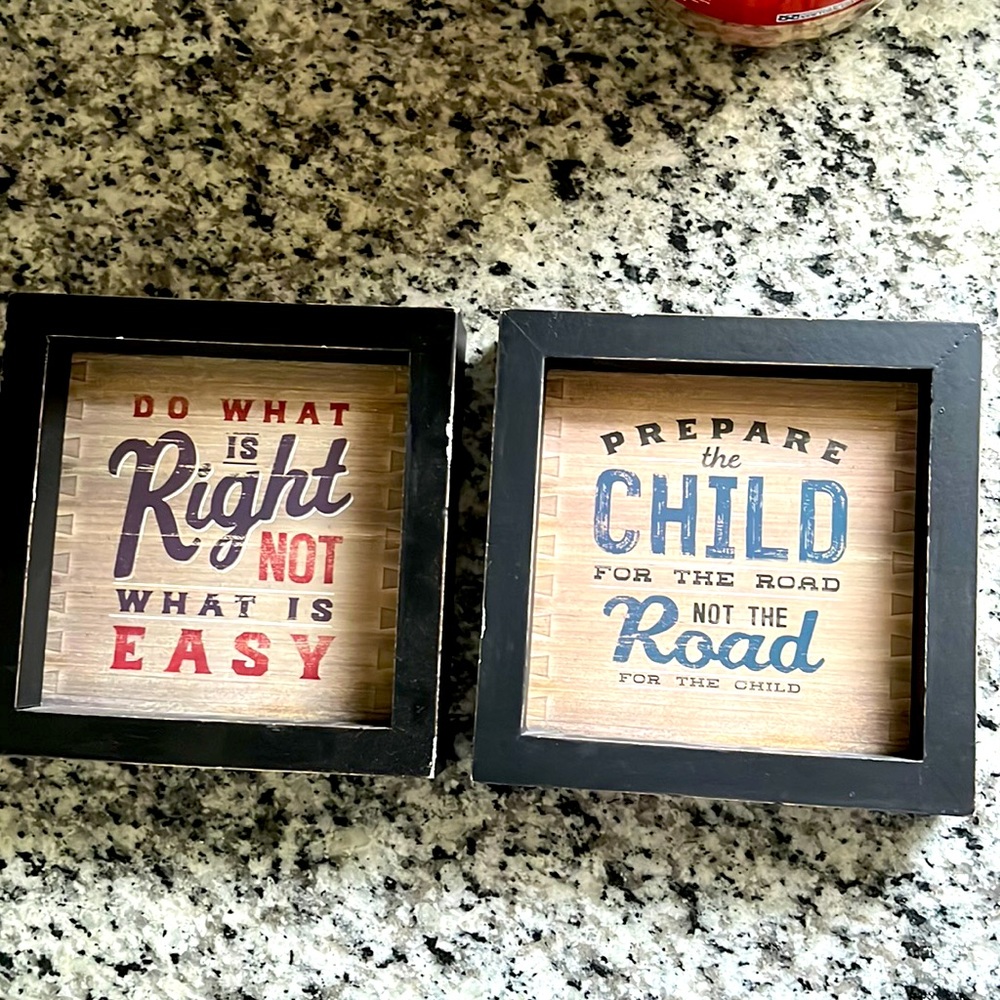 DO WHAT
IS
Right
NOT
WHAT IS
EASY
PREPARE
the
CHILD
FOR THE ROAD
NOT THE
Road
FOR THE CHILD